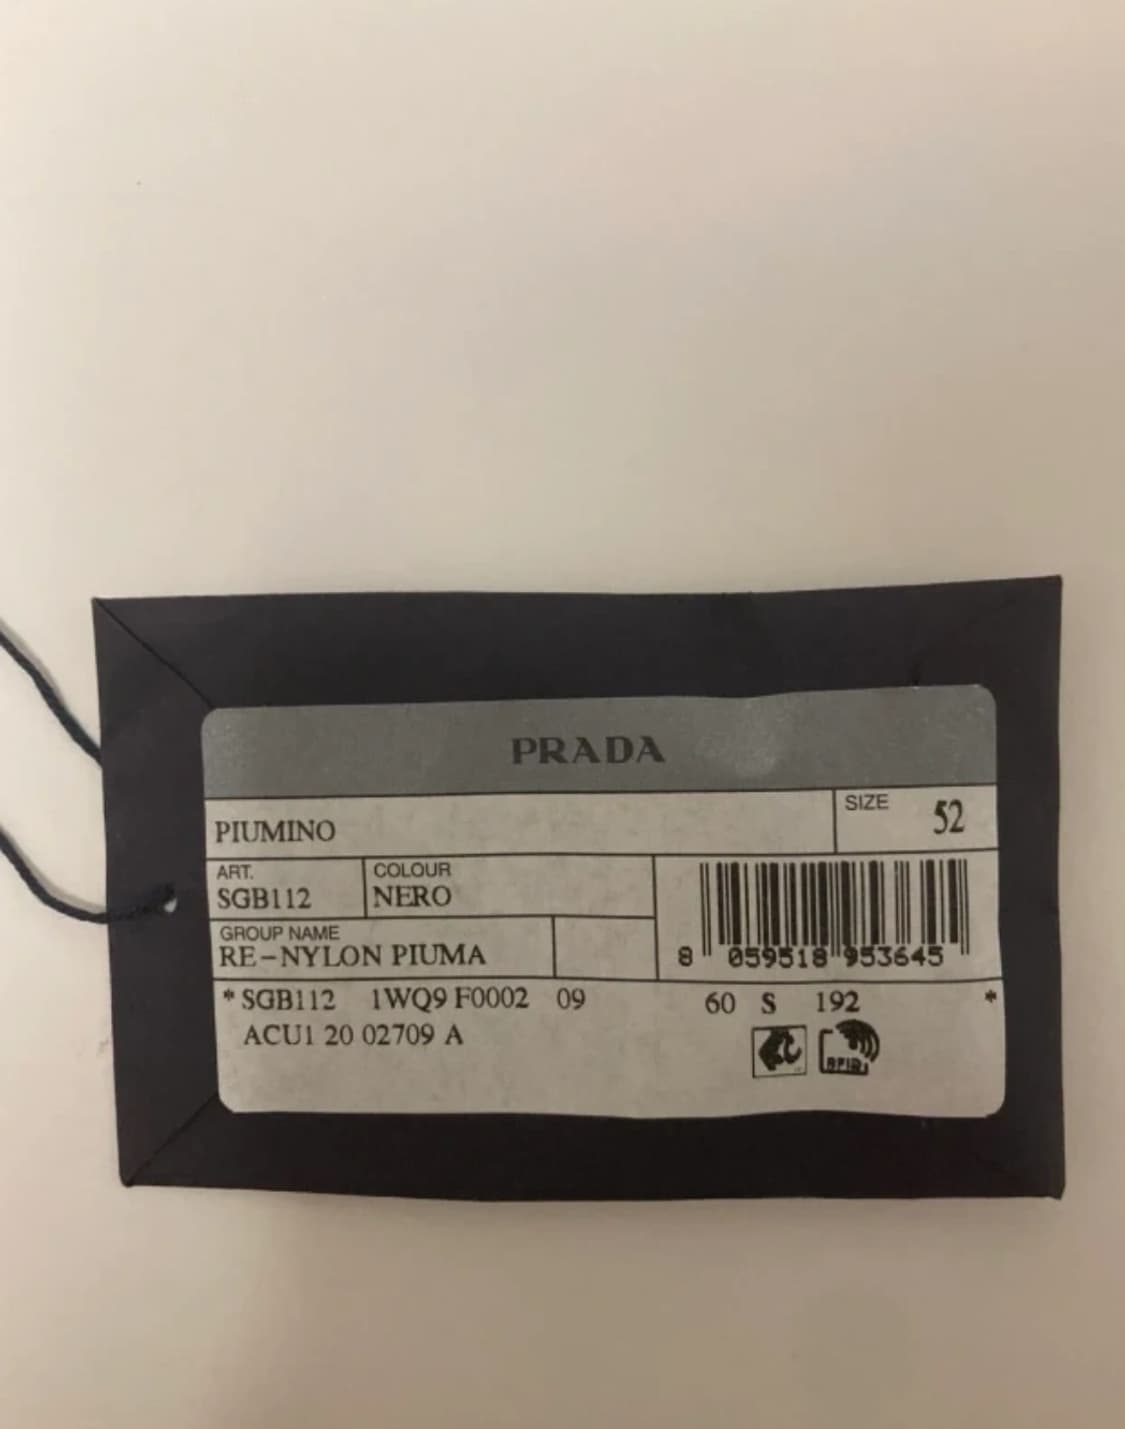 PRADA
PIUMINO
SIZE 52
ART. COLOUR
SGB112 NERO
GROUP NAME
RE-NYLON PIUMA
8 059518 953645
* SGB112 1WQ9 F0002 09 60 S 192 *
ACU1 20 02709 A
RFID